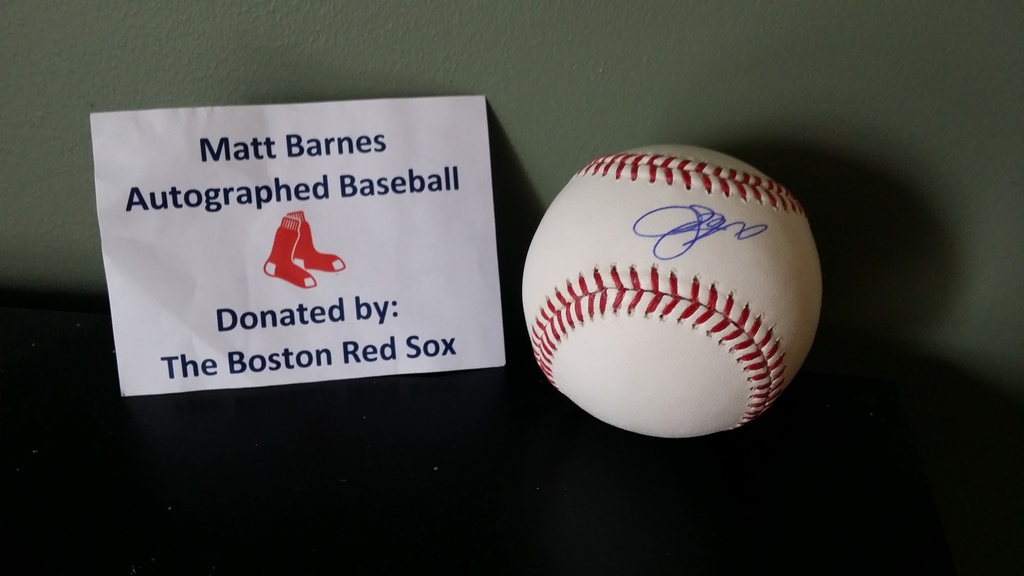 Matt Barnes
Autographed Baseball
Donated by:
The Boston Red Sox